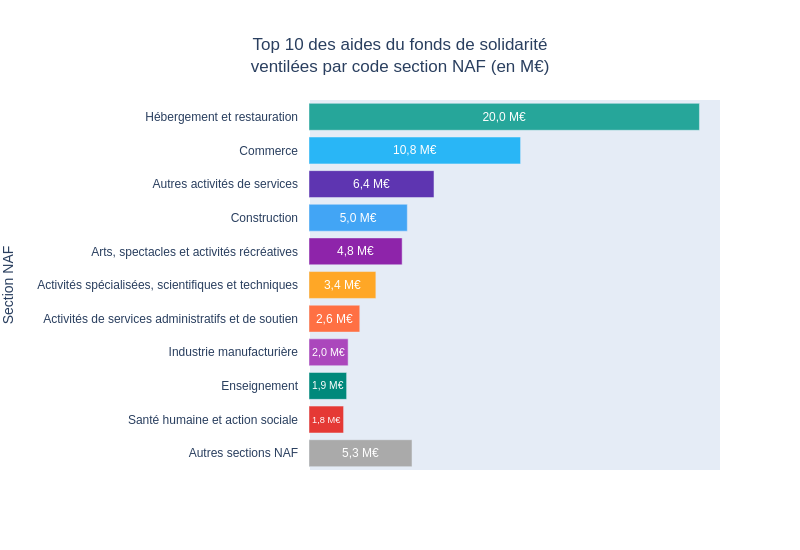 Top 10 des aides du fonds de solidarité
ventilées par code section NAF (en M€)
Section NAF
Hébergement et restauration 20,0 M€
Commerce 10,8 M€
Autres activités de services 6,4 M€
Construction 5,0 M€
Arts, spectacles et activités récréatives 4,8 M€
Activités spécialisées, scientifiques et techniques 3,4 M€
Activités de services administratifs et de soutien 2,6 M€
Industrie manufacturière 2,0 M€
Enseignement 1,9 M€
Santé humaine et action sociale 1,8 M€
Autres sections NAF 5,3 M€